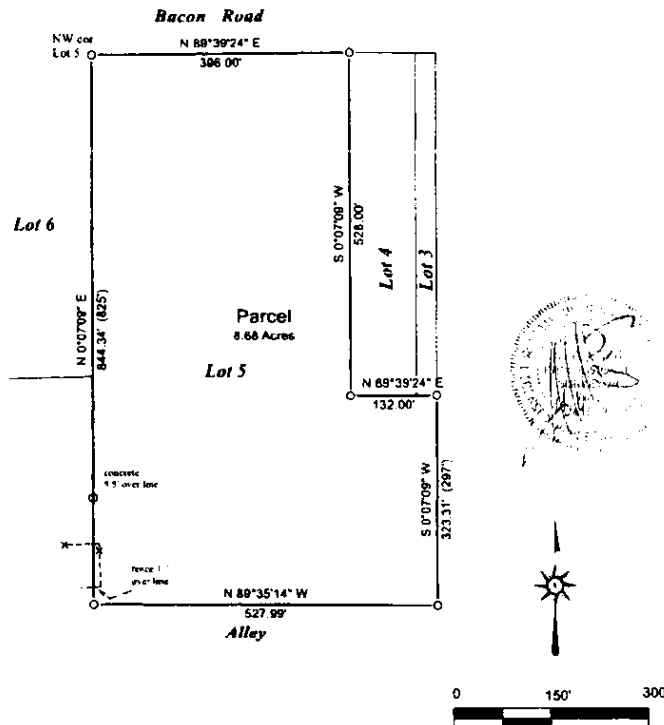 Bacon Road
NW cor
Lot 5
N 89°39'24" E
396.00'
Lot 6
N 0°07'09" E
844.34' (825')
S 0°07'09" W
528.00'
Lot 4
Lot 3
Parcel
8.68 Acres
Lot 5
N 89°39'24" E
132.00'
S 0°07'09" W
323.31' (297')
concrete
over line
fence
over line
N 89°35'14" W
527.99'
Alley
0 150' 300